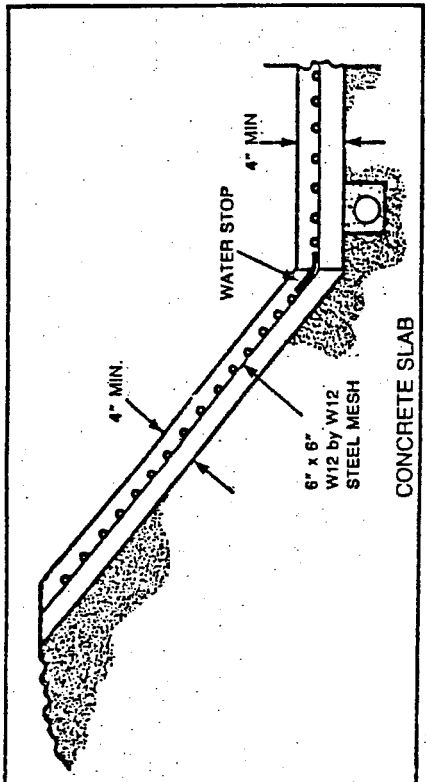 4" MIN.
WATER STOP
4" MIN
6" x 6"
W12 by W12
STEEL MESH
CONCRETE SLAB